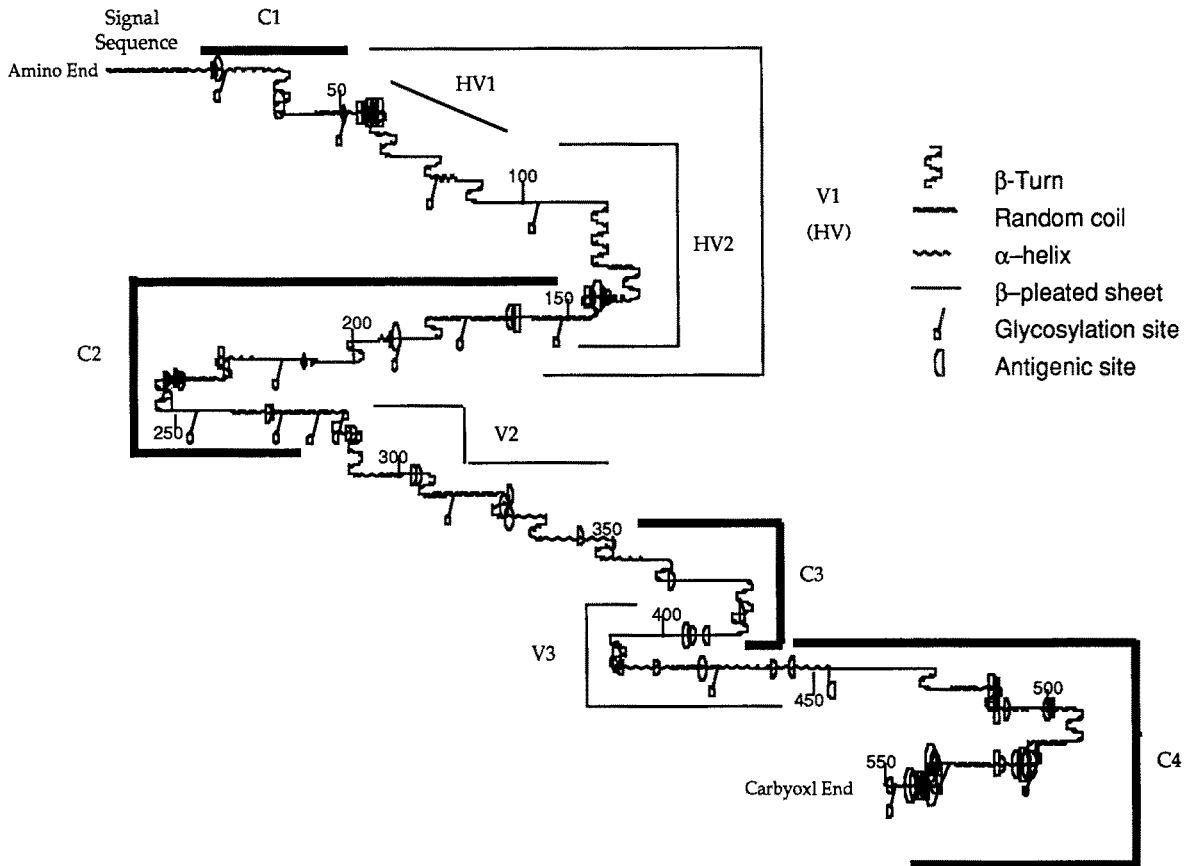 Signal
Sequence
C1
Amino End
50
HV1
100
V1
(HV)
HV2
β-Turn
Random coil
α–helix
β–pleated sheet
Glycosylation site
Antigenic site
150
200
C2
250
V2
300
350
C3
400
V3
450
500
550
C4
Carbyoxl End